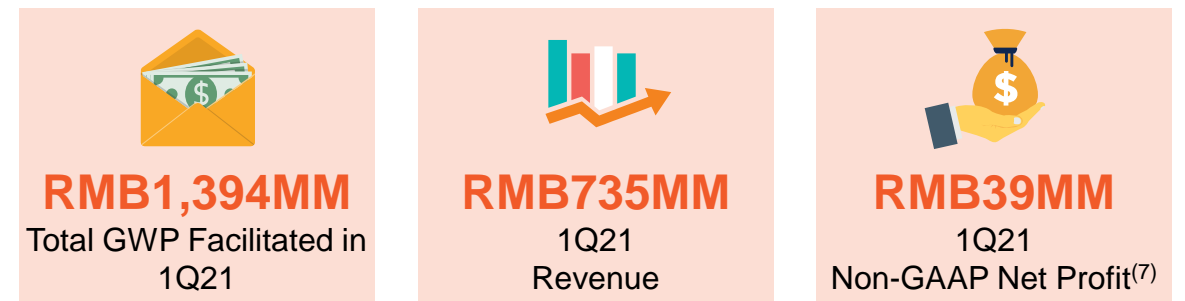 RMB1,394MM
Total GWP Facilitated in
1Q21
RMB735MM
1Q21
Revenue
RMB39MM
1Q21
Non-GAAP Net Profit(7)
$
$